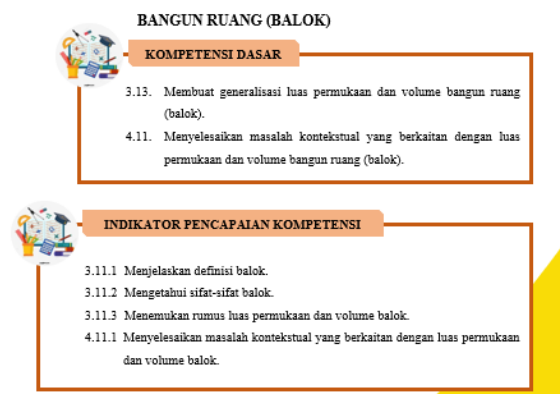 BANGUN RUANG (BALOK)
KOMPETENSI DASAR
3.13. Membuat generalisasi luas permukaan dan volume bangun ruang
(balok).
4.11. Menyelesaikan masalah kontekstual yang berkaitan dengan luas
permukaan dan volume bangun ruang (balok).
INDIKATOR PENCAPAIAN KOMPETENSI
3.11.1 Menjelaskan definisi balok.
3.11.2 Mengetahui sifat-sifat balok.
3.11.3 Menemukan rumus luas permukaan dan volume balok.
4.11.1 Menyelesaikan masalah kontekstual yang berkaitan dengan luas permukaan
dan volume balok.